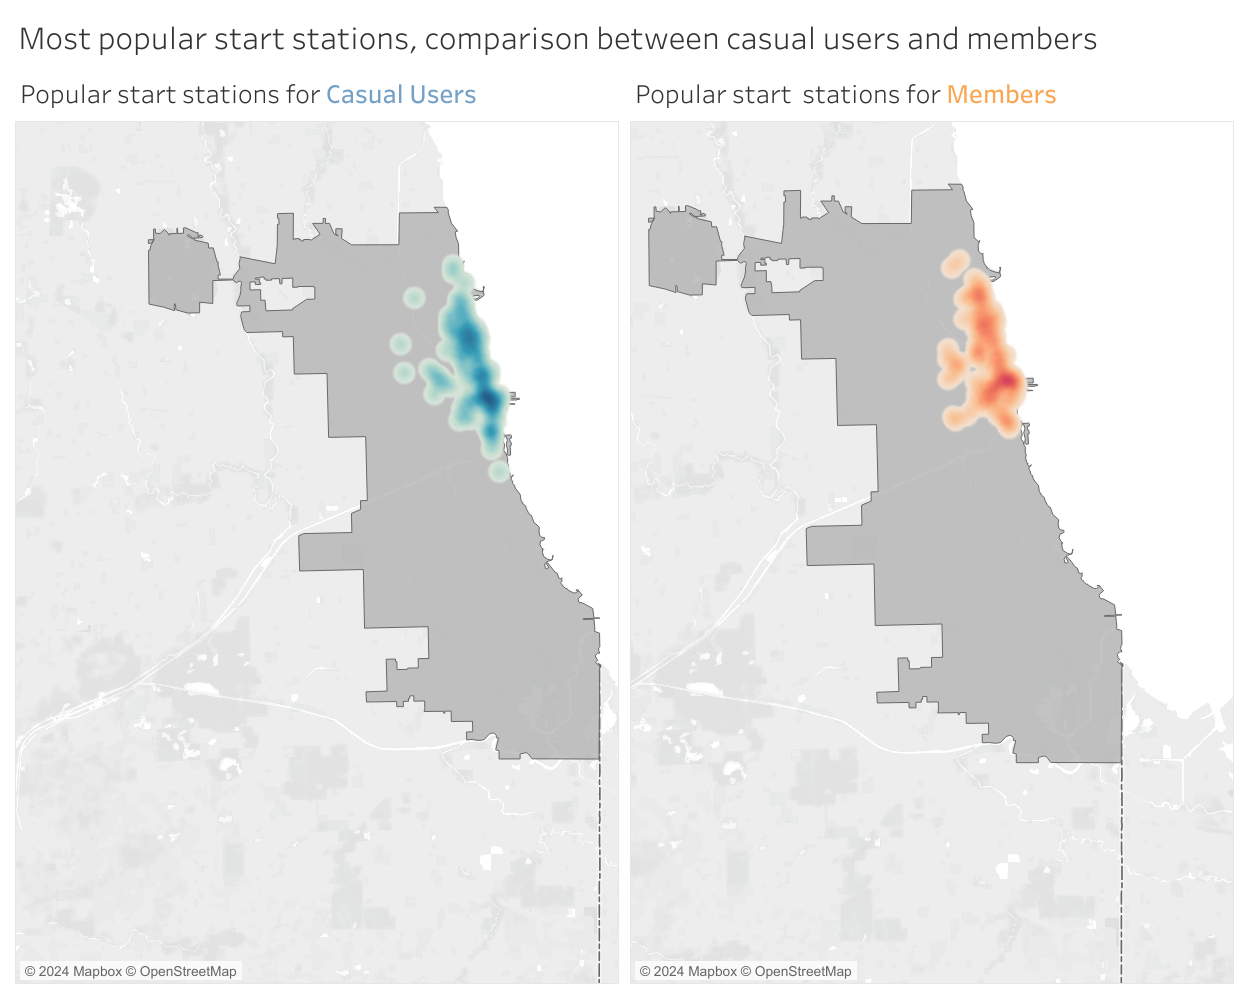 Most popular start stations, comparison between casual users and members
Popular start stations for Casual Users
Popular start  stations for Members
© 2024 Mapbox © OpenStreetMap
© 2024 Mapbox © OpenStreetMap